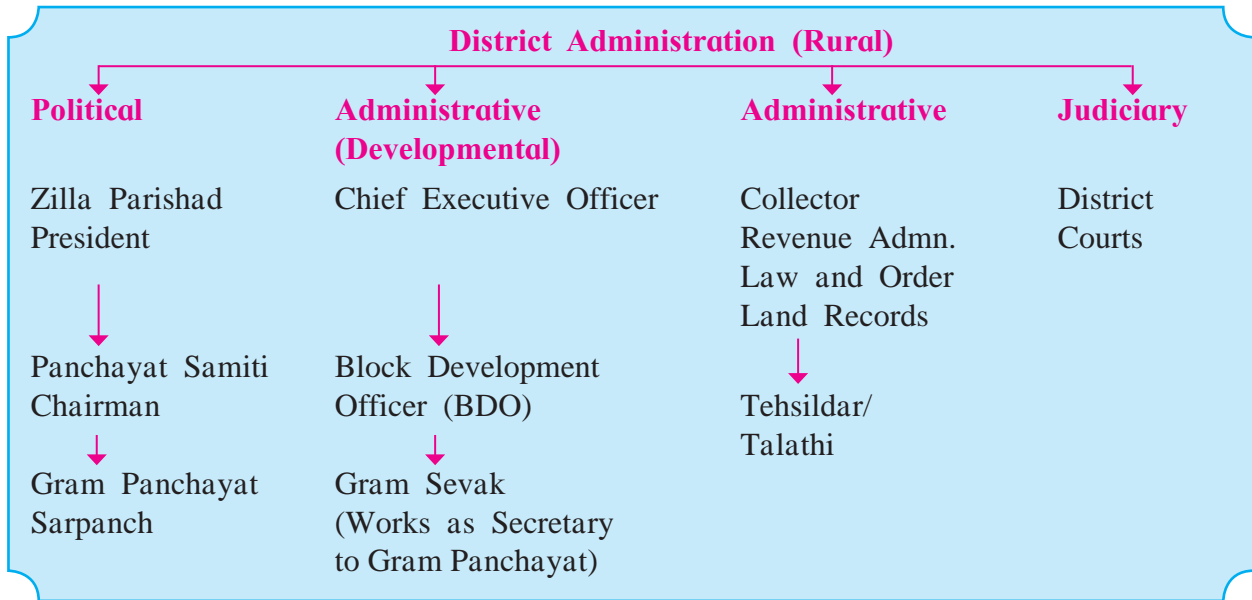 District Administration (Rural)
Political
Administrative
(Developmental)
Administrative
Judiciary
Zilla Parishad
President
Chief Executive Officer
Collector
Revenue Admn.
Law and Order
Land Records
District
Courts
Panchayat Samiti
Chairman
Block Development
Officer (BDO)
Tehsildar/
Talathi
Gram Panchayat
Sarpanch
Gram Sevak
(Works as Secretary
to Gram Panchayat)